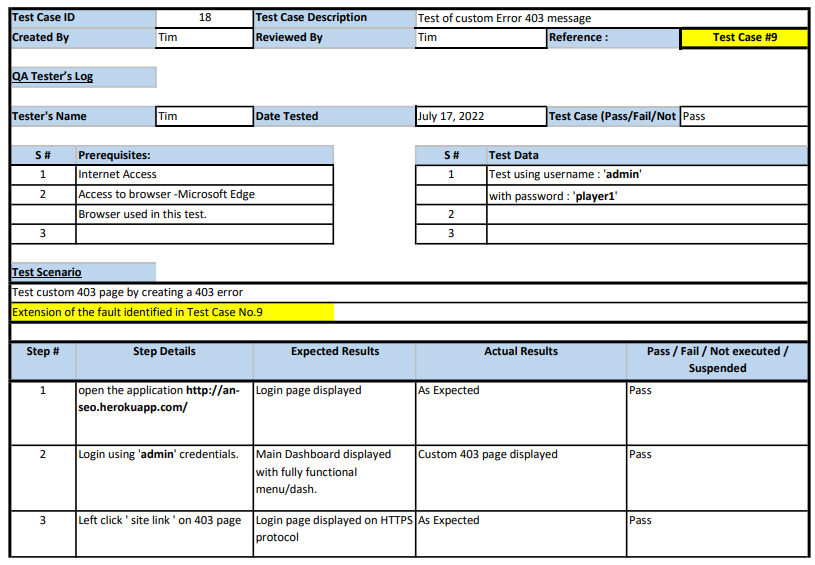 Test Case ID 18 Test Case Description Test of custom Error 403 message
Created By Tim Reviewed By Tim Reference : Test Case #9
QA Tester's Log
Tester's Name Tim Date Tested July 17, 2022 Test Case (Pass/Fail/Not Pass
S # Prerequisites: S # Test Data
1 Internet Access 1 Test using username : 'admin'
2 Access to browser -Microsoft Edge with password : 'player1'
Browser used in this test. 2
3 3
Test Scenario
Test custom 403 page by creating a 403 error
Extension of the fault identified in Test Case No.9
Step # Step Details Expected Results Actual Results Pass / Fail / Not executed /
Suspended
1 open the application http://an- Login page displayed As Expected Pass
seo.herokuapp.com/
2 Login using 'admin' credentials. Main Dashboard displayed Custom 403 page displayed Pass
with fully functional
menu/dash.
3 Left click ' site link ' on 403 page Login page displayed on HTTPS As Expected Pass
protocol